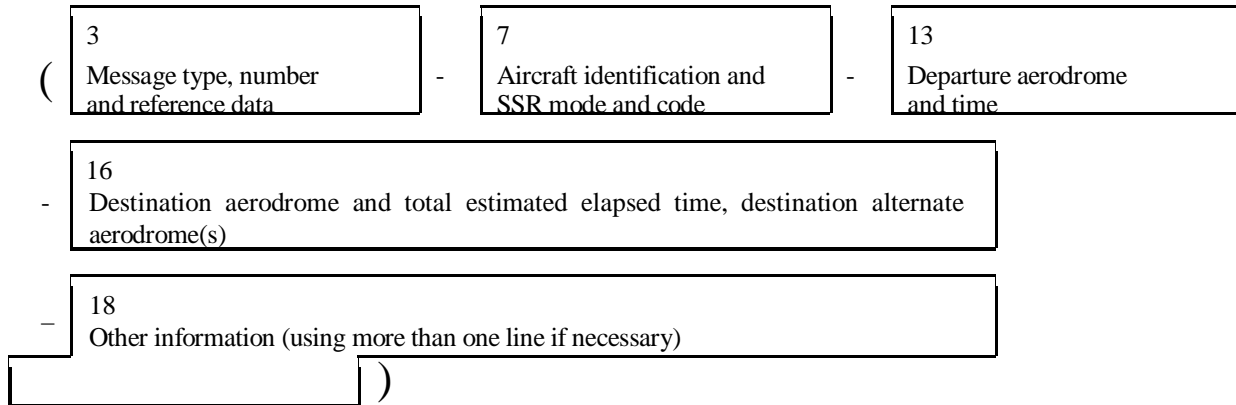 3 7 13
( Message type, number - Aircraft identification and - Departure aerodrome
and reference data SSR mode and code and time
16
- Destination aerodrome and total estimated elapsed time, destination alternate
aerodrome(s)
18
– Other information (using more than one line if necessary)
)